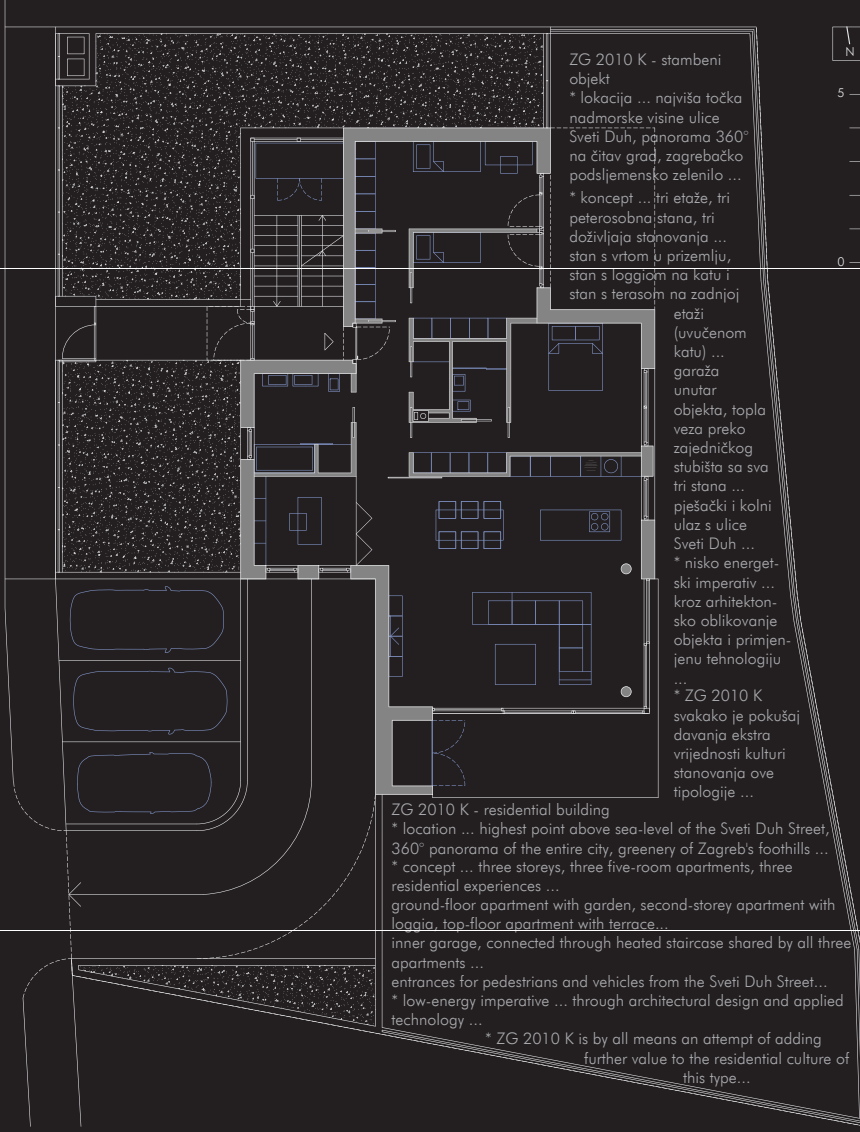 N
5
0
ZG 2010 K - stambeni
objekt
* lokacija ... najviša točka
nadmorske visine ulice
Sveti Duh, panorama 360°
na čitav grad, zagrebačko
podsljemensko zelenilo ...
* koncept ... tri etaže, tri
peterosobna stana, tri
doživljaja stanovanja ...
stan s vrtom u prizemlju,
stan s loggiom na katu i
stan s terasom na zadnjoj
etaži
(uvučenom
katu) ...
garaža
unutar
objekta, topla
veza preko
zajedničkog
stubišta sa sva
tri stana ...
pješački i kolni
ulaz s ulice
Sveti Duh ...
* nisko energet-
ski imperativ ...
kroz arhitekton-
sko oblikovanje
objekta i primjen-
jenu tehnologiju
...
* ZG 2010 K
svakako je pokušaj
davanja ekstra
vrijednosti kulturi
stanovanja ove
tipologije ...
ZG 2010 K - residential building
* location ... highest point above sea-level of the Sveti Duh Street,
360° panorama of the entire city, greenery of Zagreb's foothills ...
* concept ... three storeys, three five-room apartments, three
residential experiences ...
ground-floor apartment with garden, second-storey apartment with
loggia, top-floor apartment with terrace...
inner garage, connected through heated staircase shared by all three
apartments ...
entrances for pedestrians and vehicles from the Sveti Duh Street...
* low-energy imperative ... through architectural design and applied
technology ...
* ZG 2010 K is by all means an attempt of adding
further value to the residential culture of
this type...